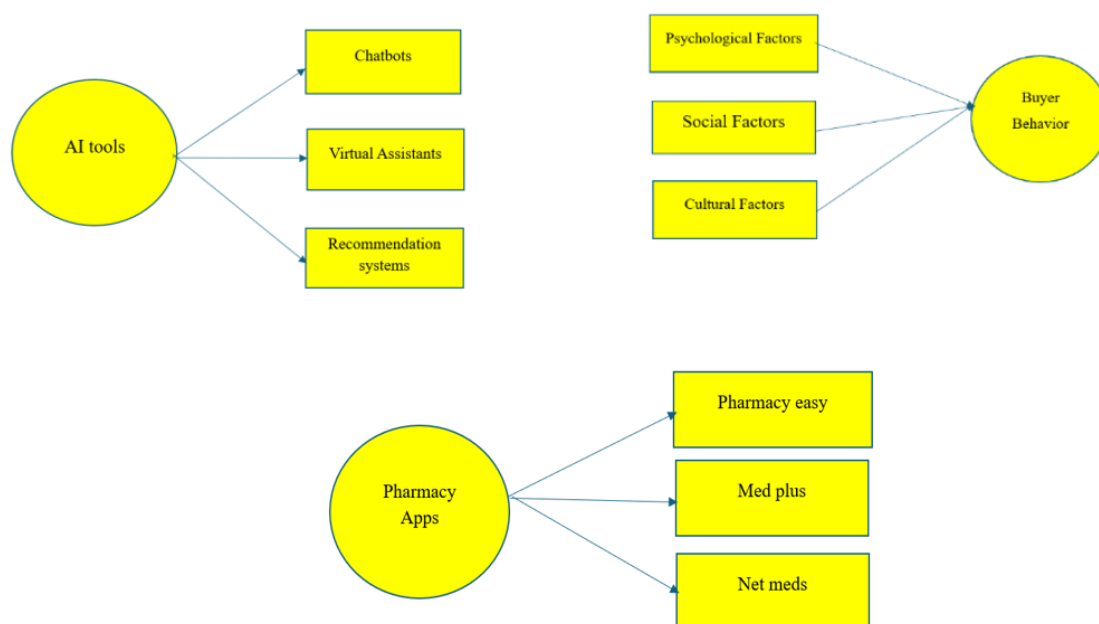 AI tools
Chatbots
Virtual Assistants
Recommendation
systems
Psychological Factors
Social Factors
Cultural Factors
Buyer
Behavior
Pharmacy
Apps
Pharmacy easy
Med plus
Net meds